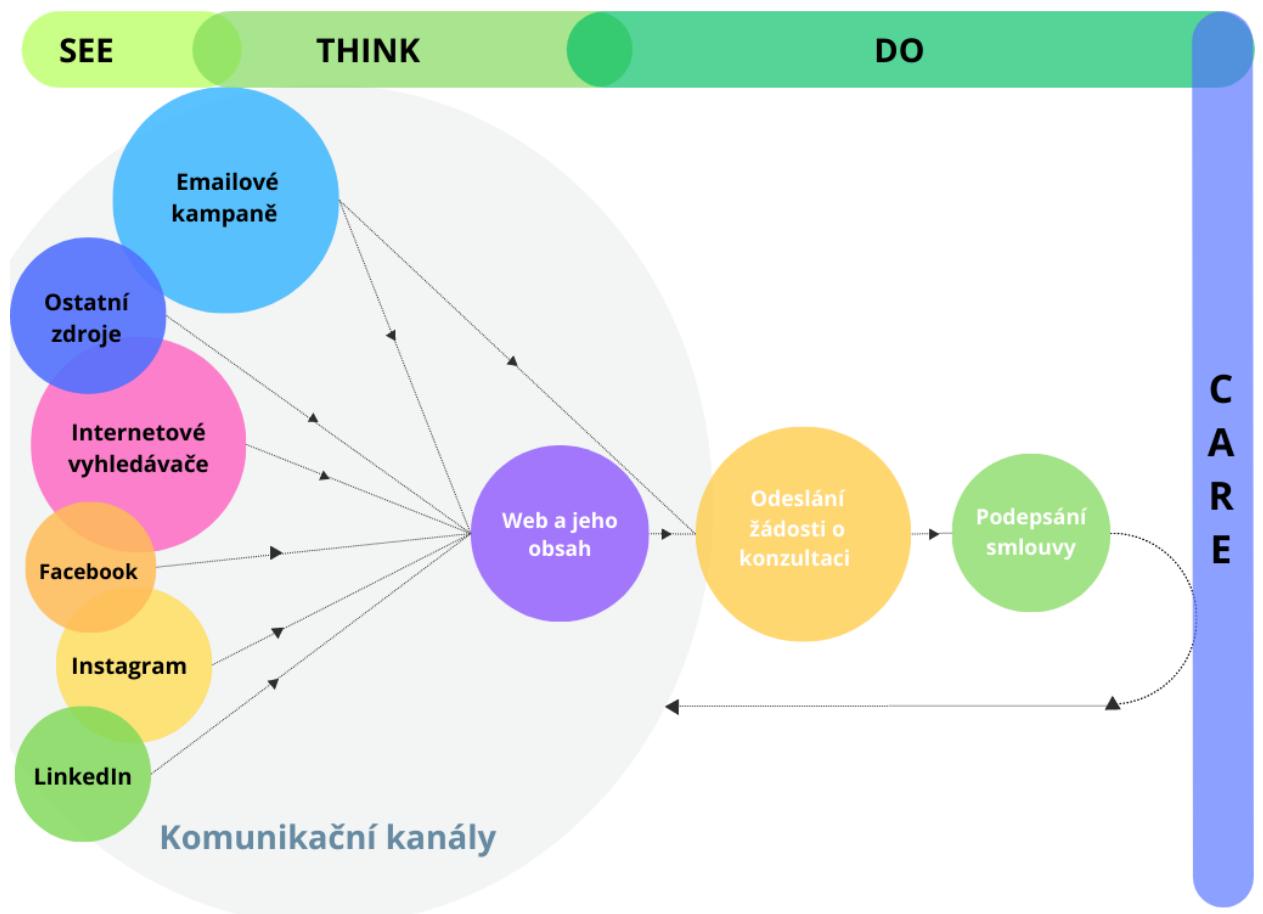 SEE
THINK
DO
Emailové
kampaně
Ostatní
zdroje
Internetové
vyhledávače
Facebook
Instagram
LinkedIn
Web a jeho
obsah
Odeslání
žádosti o
konzultaci
Podepsání
smlouvy
C
A
R
E
Komunikační kanály